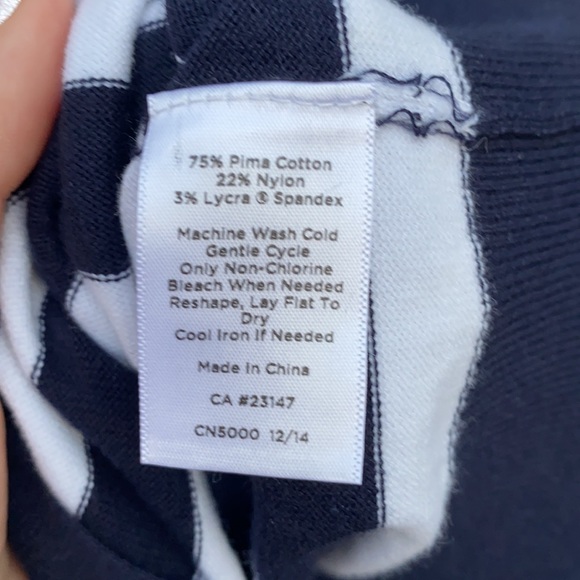 75% Pima Cotton
22% Nylon
3% Lycra ® Spandex
Machine Wash Cold
Gentle Cycle
Only Non-Chlorine
Bleach When Needed
Reshape, Lay Flat To
Dry
Cool Iron If Needed
Made In China
CA #23147
CN5000 12/14